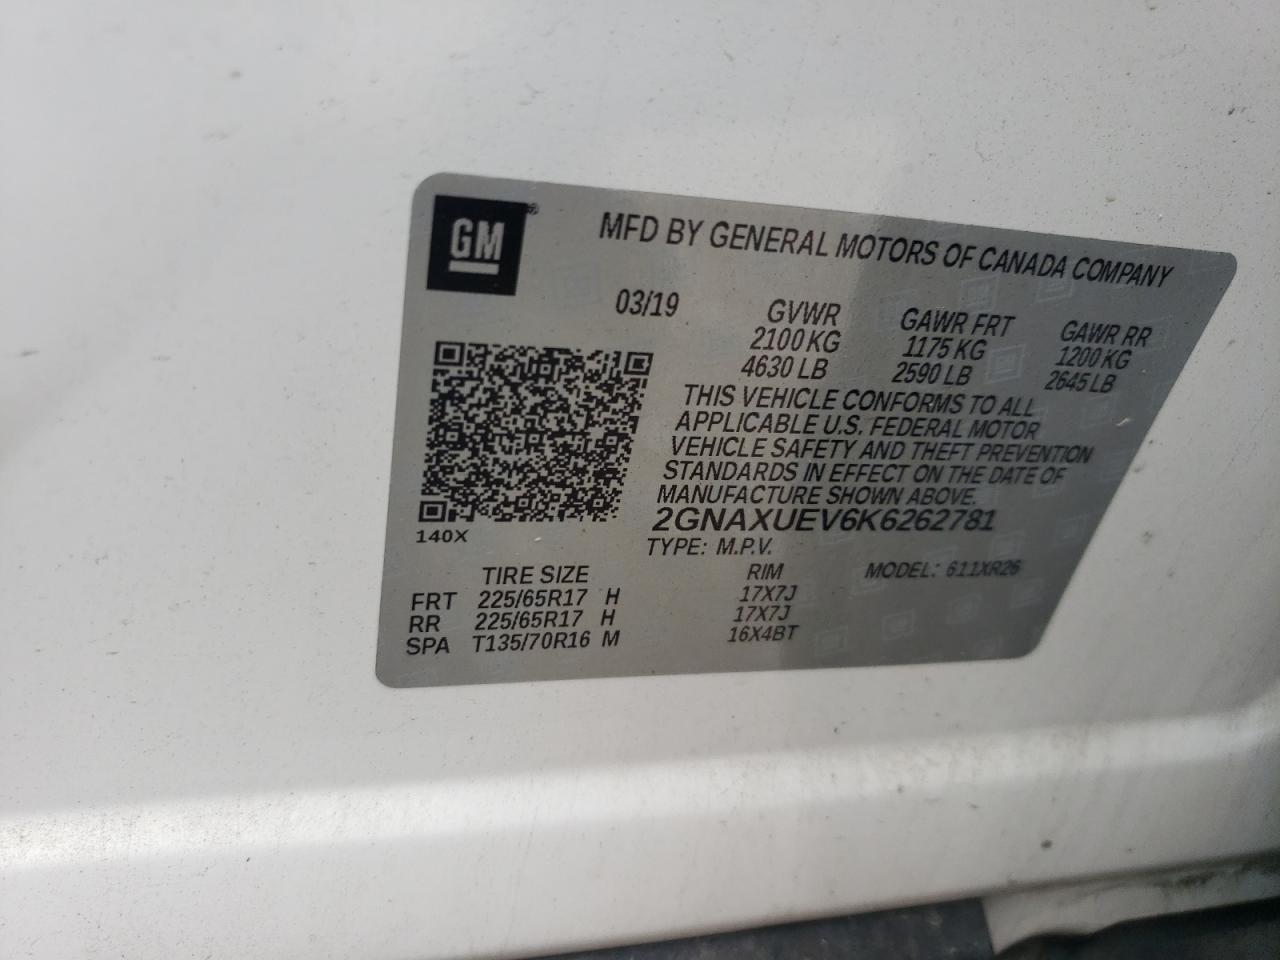 GM®
MFD BY GENERAL MOTORS OF CANADA COMPANY
03/19 GVWR GAWR FRT GAWR RR
2100 KG 1175 KG 1200 KG
4630 LB 2590 LB 2645 LB
THIS VEHICLE CONFORMS TO ALL
APPLICABLE U.S. FEDERAL MOTOR
VEHICLE SAFETY AND THEFT PREVENTION
STANDARDS IN EFFECT ON THE DATE OF
MANUFACTURE SHOWN ABOVE.
2GNAXUEV6K6262781
140X
TYPE: M.P.V.
TIRE SIZE RIM MODEL: 611XR26
FRT 225/65R17 H 17X7J
RR 225/65R17 H 17X7J
SPA T135/70R16 M 16X4BT